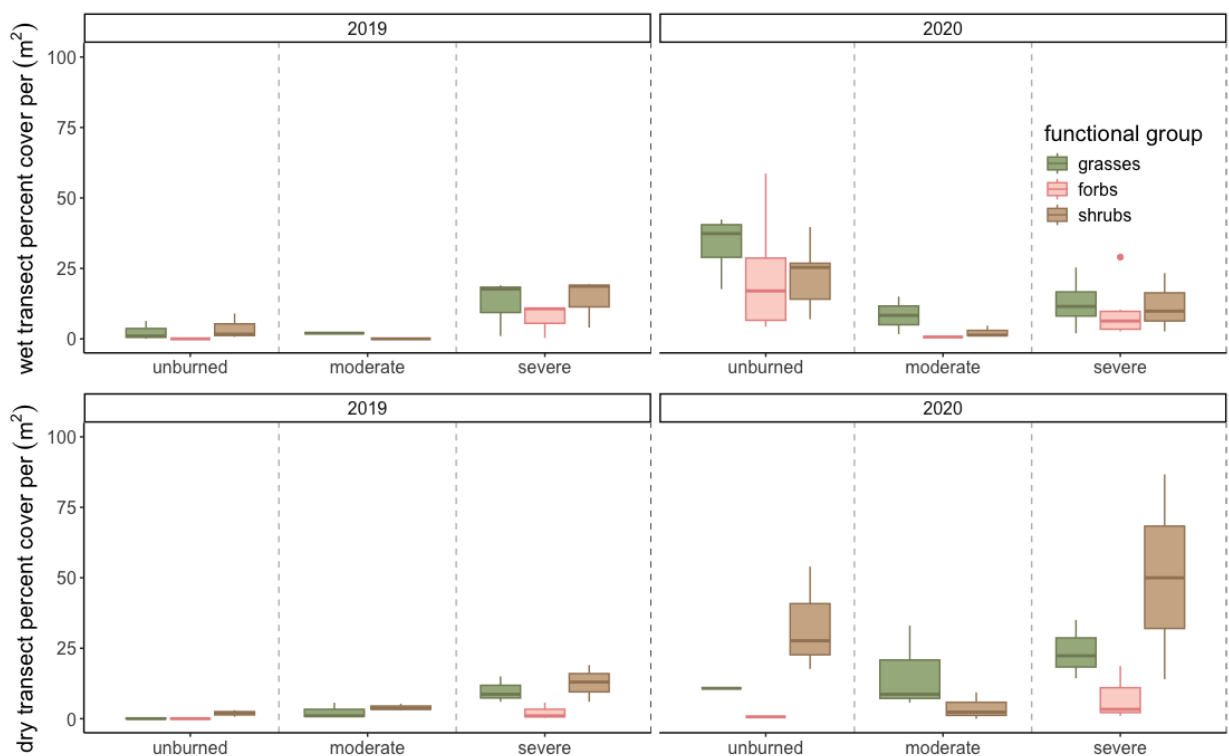 2019
2020
wet transect percent cover per (m²)
100
75
50
25
0
functional group
grasses
forbs
shrubs
unburned
moderate
severe
unburned
moderate
severe
2019
2020
dry transect percent cover per (m²)
100
75
50
25
0
unburned
moderate
severe
unburned
moderate
severe